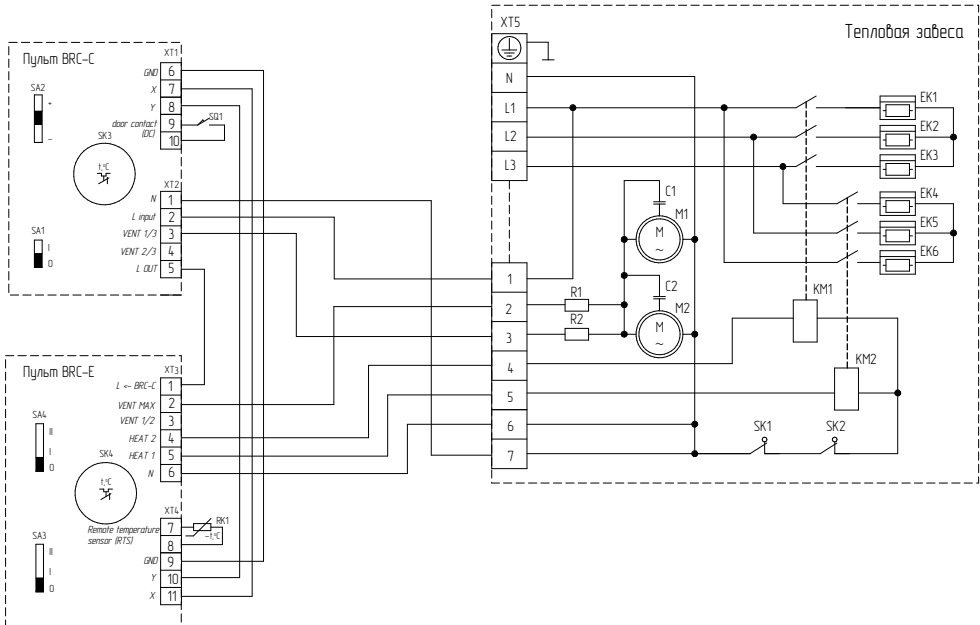 Пульт BRC-C
XT1
GND 6
X 7
Y 8
door contact (DC) 9
10
SQ1
SA2
+
-
SK3
t,°C
XT2
N 1
L input 2
VENT 1/3 3
VENT 2/3 4
L OUT 5
SA1
I
0
Пульт BRC-E
XT3
L <- BRC-C 1
VENT MAX 2
VENT 1/2 3
HEAT 2 4
HEAT 1 5
N 6
SA4
II
I
0
SK4
t,°C
XT4
Remote temperature
sensor (RTS)
7
8
RK1
-t,°C
GND 9
Y 10
X 11
SA3
II
I
0
Тепловая завеса
XT5
N
L1
L2
L3
1
2
3
4
5
6
7
C1
M1
M
~
C2
M2
M
~
R1
R2
EK1
EK2
EK3
EK4
EK5
EK6
KM1
KM2
SK1
SK2